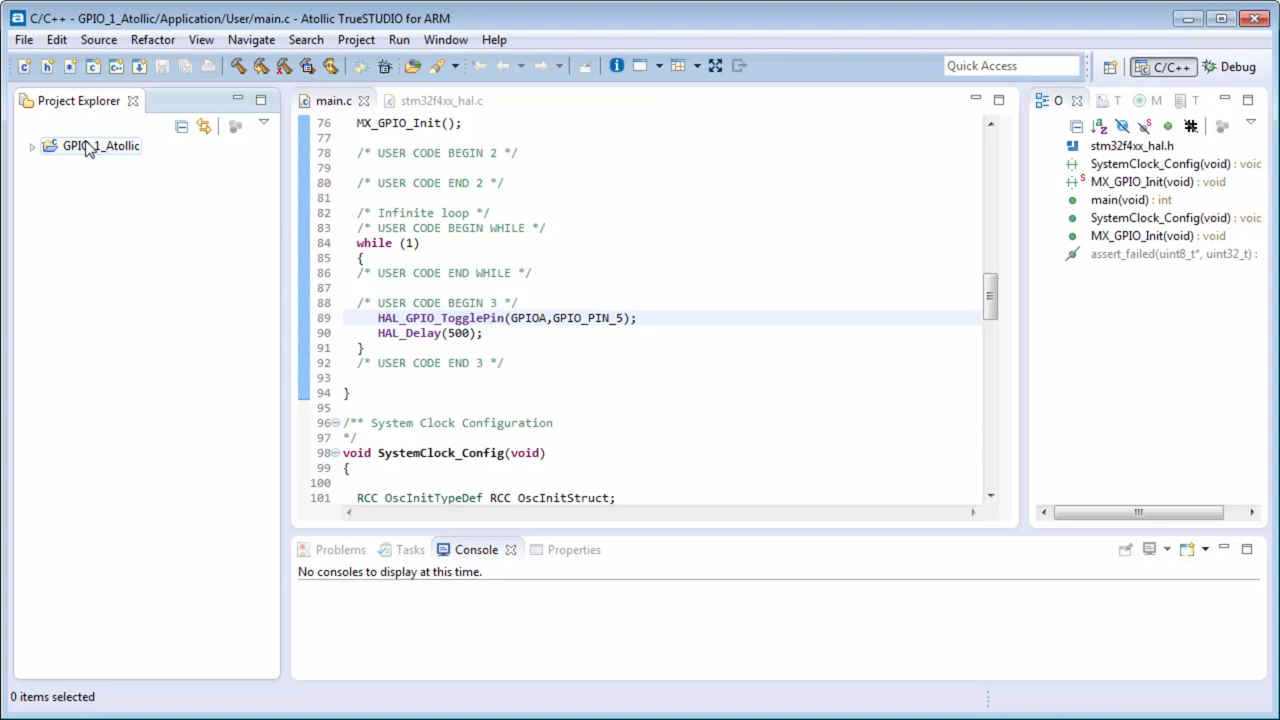 C/C++ - GPIO_1_Atollic/Application/User/main.c - Atollic TrueSTUDIO for ARM
File Edit Source Refactor View Navigate Search Project Run Window Help
Quick Access
C/C++
Debug
Project Explorer
GPIO_1_Atollic
main.c
stm32f4xx_hal.c
76 MX_GPIO_Init();
77
78 /* USER CODE BEGIN 2 */
79
80 /* USER CODE END 2 */
81
82 /* Infinite loop */
83 /* USER CODE BEGIN WHILE */
84 while (1)
85 {
86 /* USER CODE END WHILE */
87
88 /* USER CODE BEGIN 3 */
89 HAL_GPIO_TogglePin(GPIOA,GPIO_PIN_5);
90 HAL_Delay(500);
91 }
92 /* USER CODE END 3 */
93
94 }
95
96 /** System Clock Configuration
97 */
98 void SystemClock_Config(void)
99 {
100
101 RCC_OscInitTypeDef RCC_OscInitStruct;
O T M T
stm32f4xx_hal.h
SystemClock_Config(void) : voic
MX_GPIO_Init(void) : void
main(void) : int
SystemClock_Config(void) : voic
MX_GPIO_Init(void) : void
assert_failed(uint8_t*, uint32_t) :
Problems Tasks Console Properties
No consoles to display at this time.
0 items selected